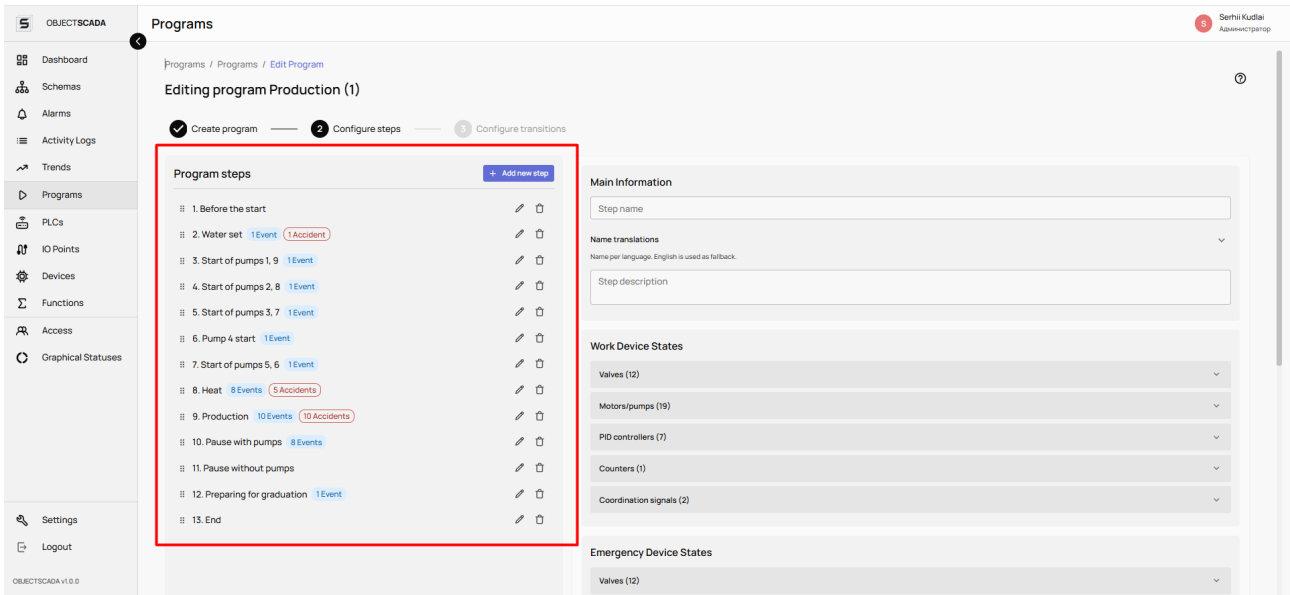 OBJECTSCADA
Programs
S
Serhii Kudlai
Администратор
Dashboard
Schemas
Alarms
Activity Logs
Trends
Programs
PLCs
IO Points
Devices
Functions
Access
Graphical Statuses
Settings
Logout
OBJECTSCADA v1.0.0
Programs / Programs / Edit Program
Editing program Production (1)
Create program
2 Configure steps
3 Configure transitions
Program steps
+ Add new step
1. Before the start
2. Water set 1 Event 1 Accident
3. Start of pumps 1, 9 1 Event
4. Start of pumps 2, 8 1 Event
5. Start of pumps 3, 7 1 Event
6. Pump 4 start 1 Event
7. Start of pumps 5, 6 1 Event
8. Heat 8 Events 5 Accidents
9. Production 10 Events 10 Accidents
10. Pause with pumps 8 Events
11. Pause without pumps
12. Preparing for graduation 1 Event
13. End
Main Information
Step name
Name translations
Name per language. English is used as fallback.
Step description
Work Device States
Valves (12)
Motors/pumps (19)
PID controllers (7)
Counters (1)
Coordination signals (2)
Emergency Device States
Valves (12)